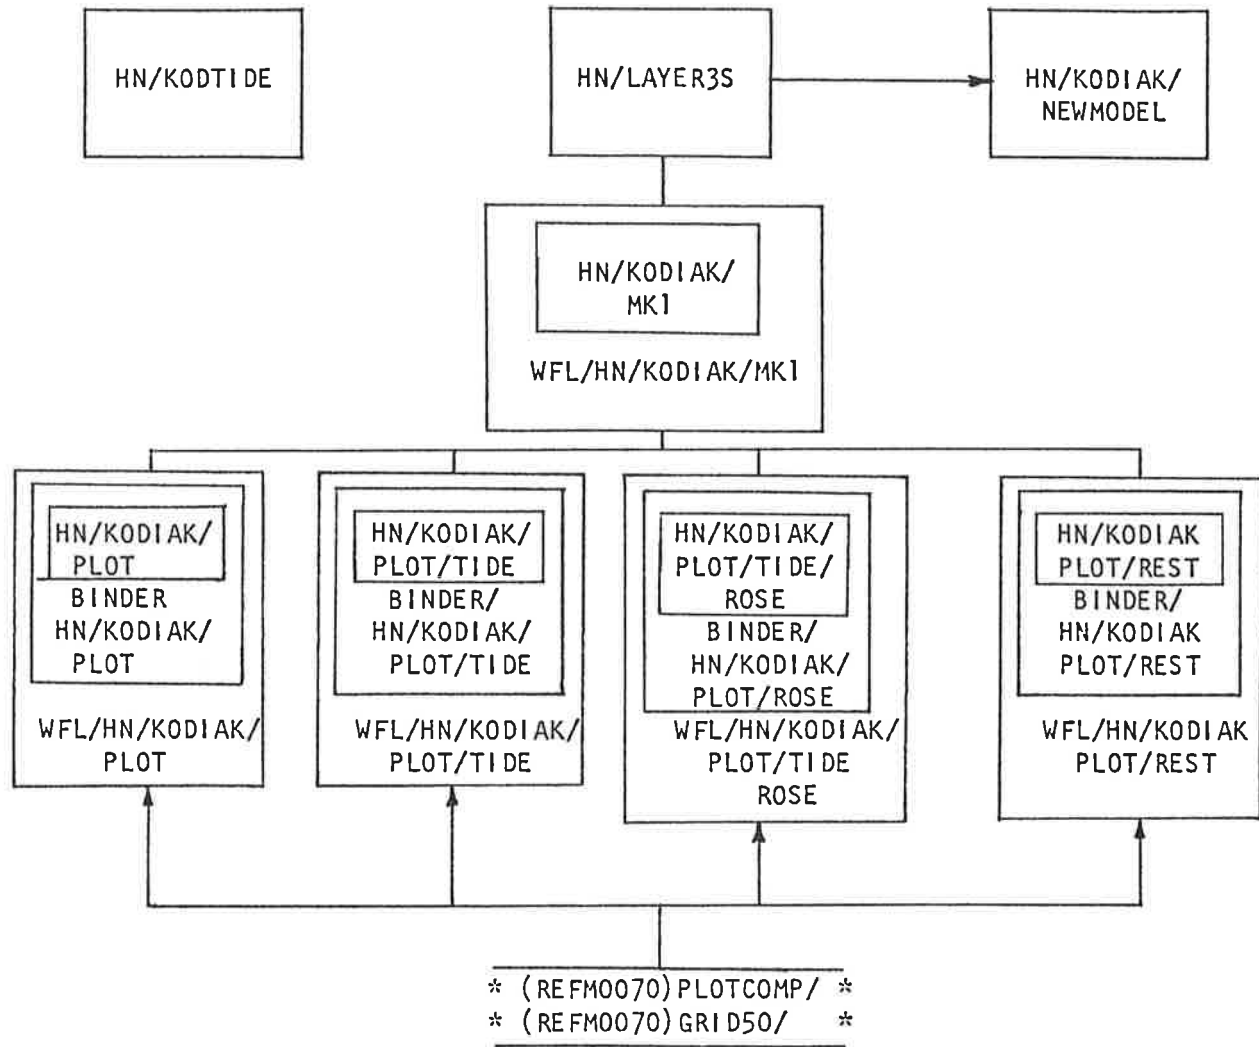 HN/KODTIDE
HN/LAYER3S
HN/KODIAK/
NEWMODEL
HN/KODIAK/
MK1
WFL/HN/KODIAK/MK1
HN/KODIAK/
PLOT
BINDER
HN/KODIAK/
PLOT
WFL/HN/KODIAK/
PLOT
HN/KODIAK/
PLOT/TIDE
BINDER/
HN/KODIAK/
PLOT/TIDE
WFL/HN/KODIAK/
PLOT/TIDE
HN/KODIAK/
PLOT/TIDE/
ROSE
BINDER/
HN/KODIAK/
PLOT/ROSE
WFL/HN/KODIAK/
PLOT/TIDE
ROSE
HN/KODIAK
PLOT/REST
BINDER/
HN/KODIAK
PLOT/REST
WFL/HN/KODIAK
PLOT/REST
* (REFM0070)PLOTCOMP/ *
* (REFM0070)GRID50/ *